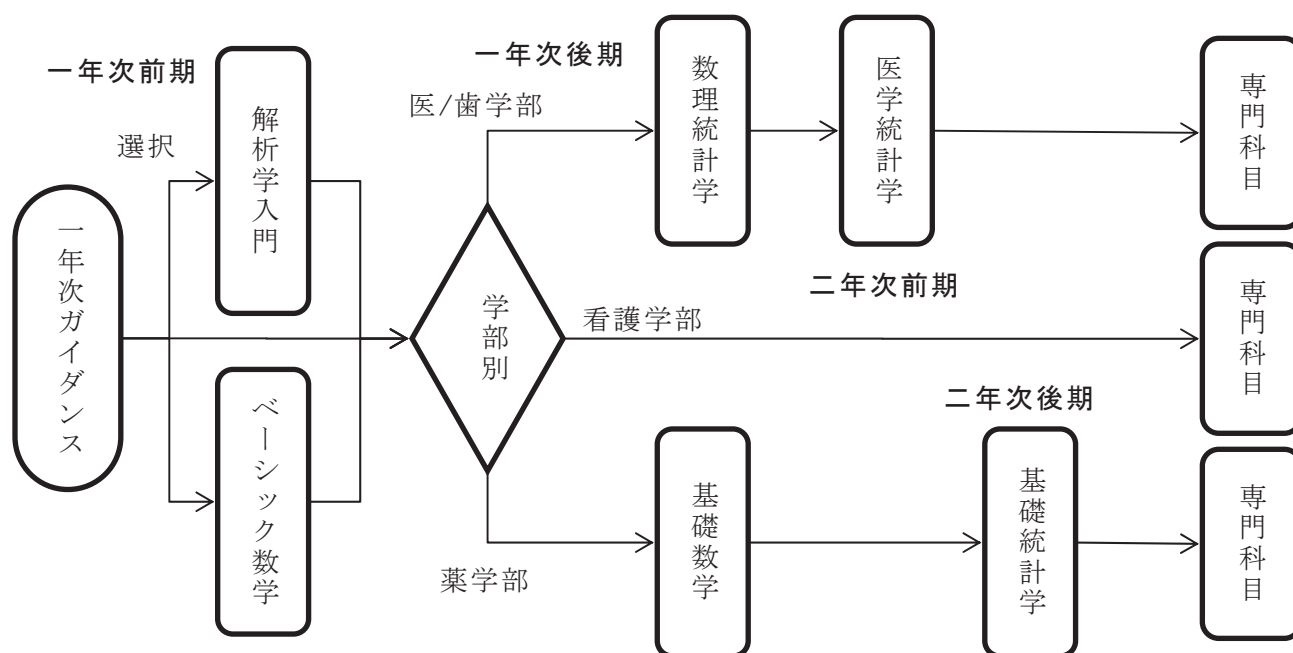 一年次前期
選択
一年次ガイダンス
解析学入門
ベーシック数学
学部別
医/歯学部
一年次後期
数理統計学
医学統計学
専門科目
二年次前期
看護学部
専門科目
二年次後期
薬学部
基礎数学
基礎統計学
専門科目